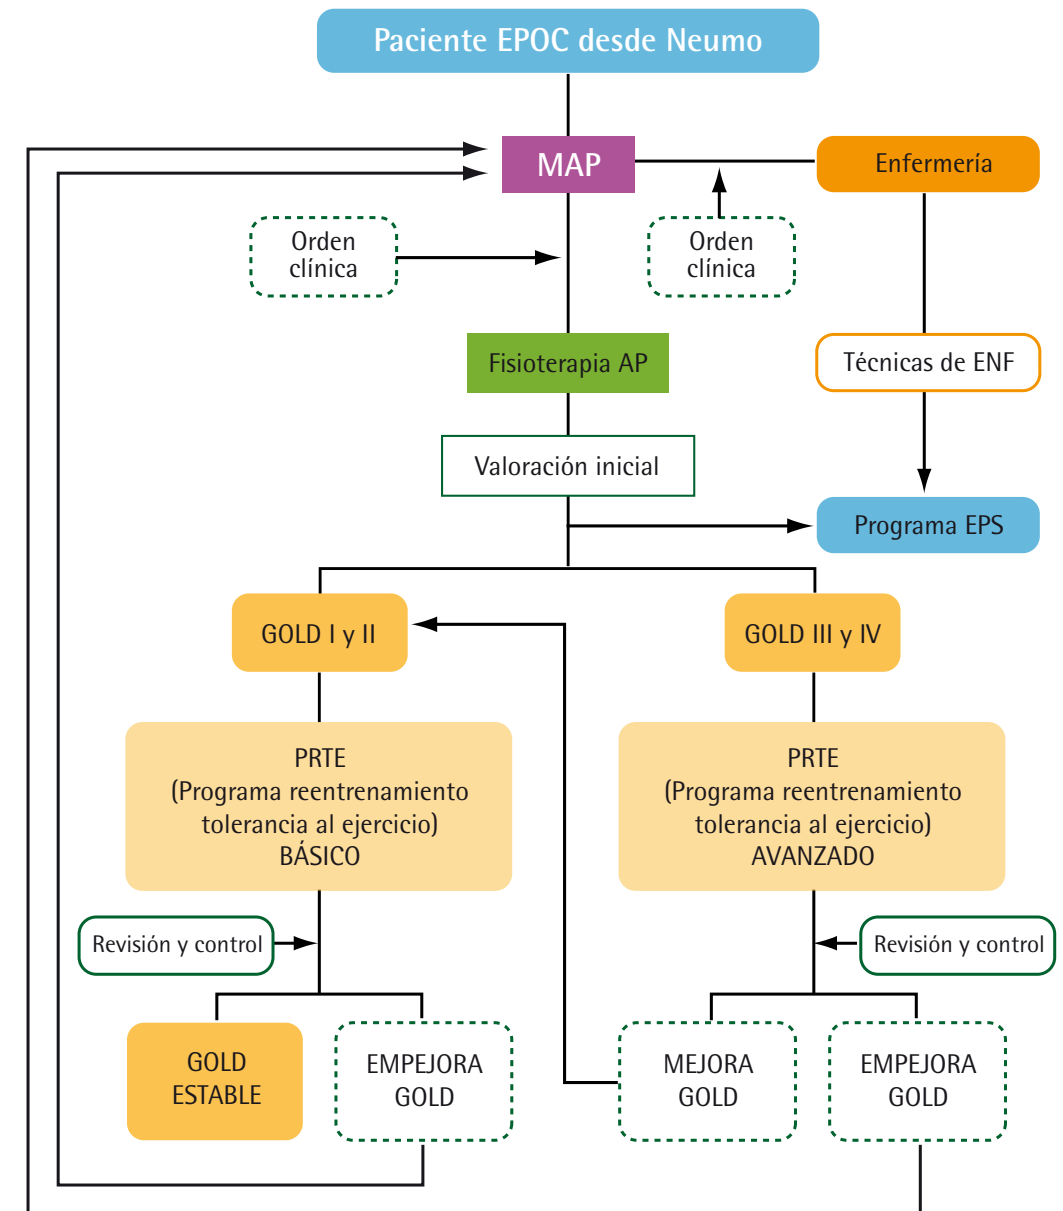 Paciente EPOC desde Neumo
MAP
Enfermería
Orden
clínica
Orden
clínica
Fisioterapia AP
Técnicas de ENF
Valoración inicial
Programa EPS
GOLD I y II
GOLD III y IV
PRTE
(Programa reentrenamiento
tolerancia al ejercicio)
BÁSICO
PRTE
(Programa reentrenamiento
tolerancia al ejercicio)
AVANZADO
Revisión y control
Revisión y control
GOLD
ESTABLE
EMPEJORA
GOLD
MEJORA
GOLD
EMPEJORA
GOLD